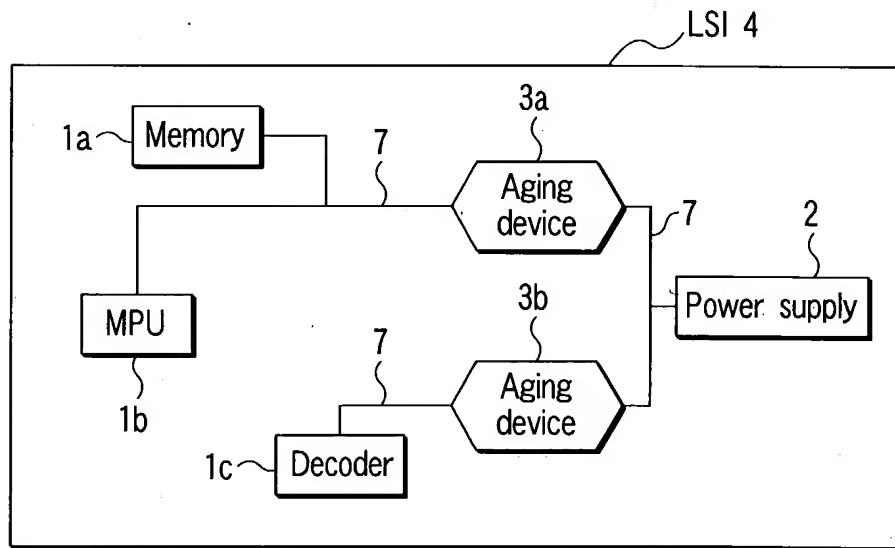 LSI 4
3a
1a
Memory
7
Aging
device
7
2
Power supply
3b
MPU
7
Aging
device
1b
1c
Decoder